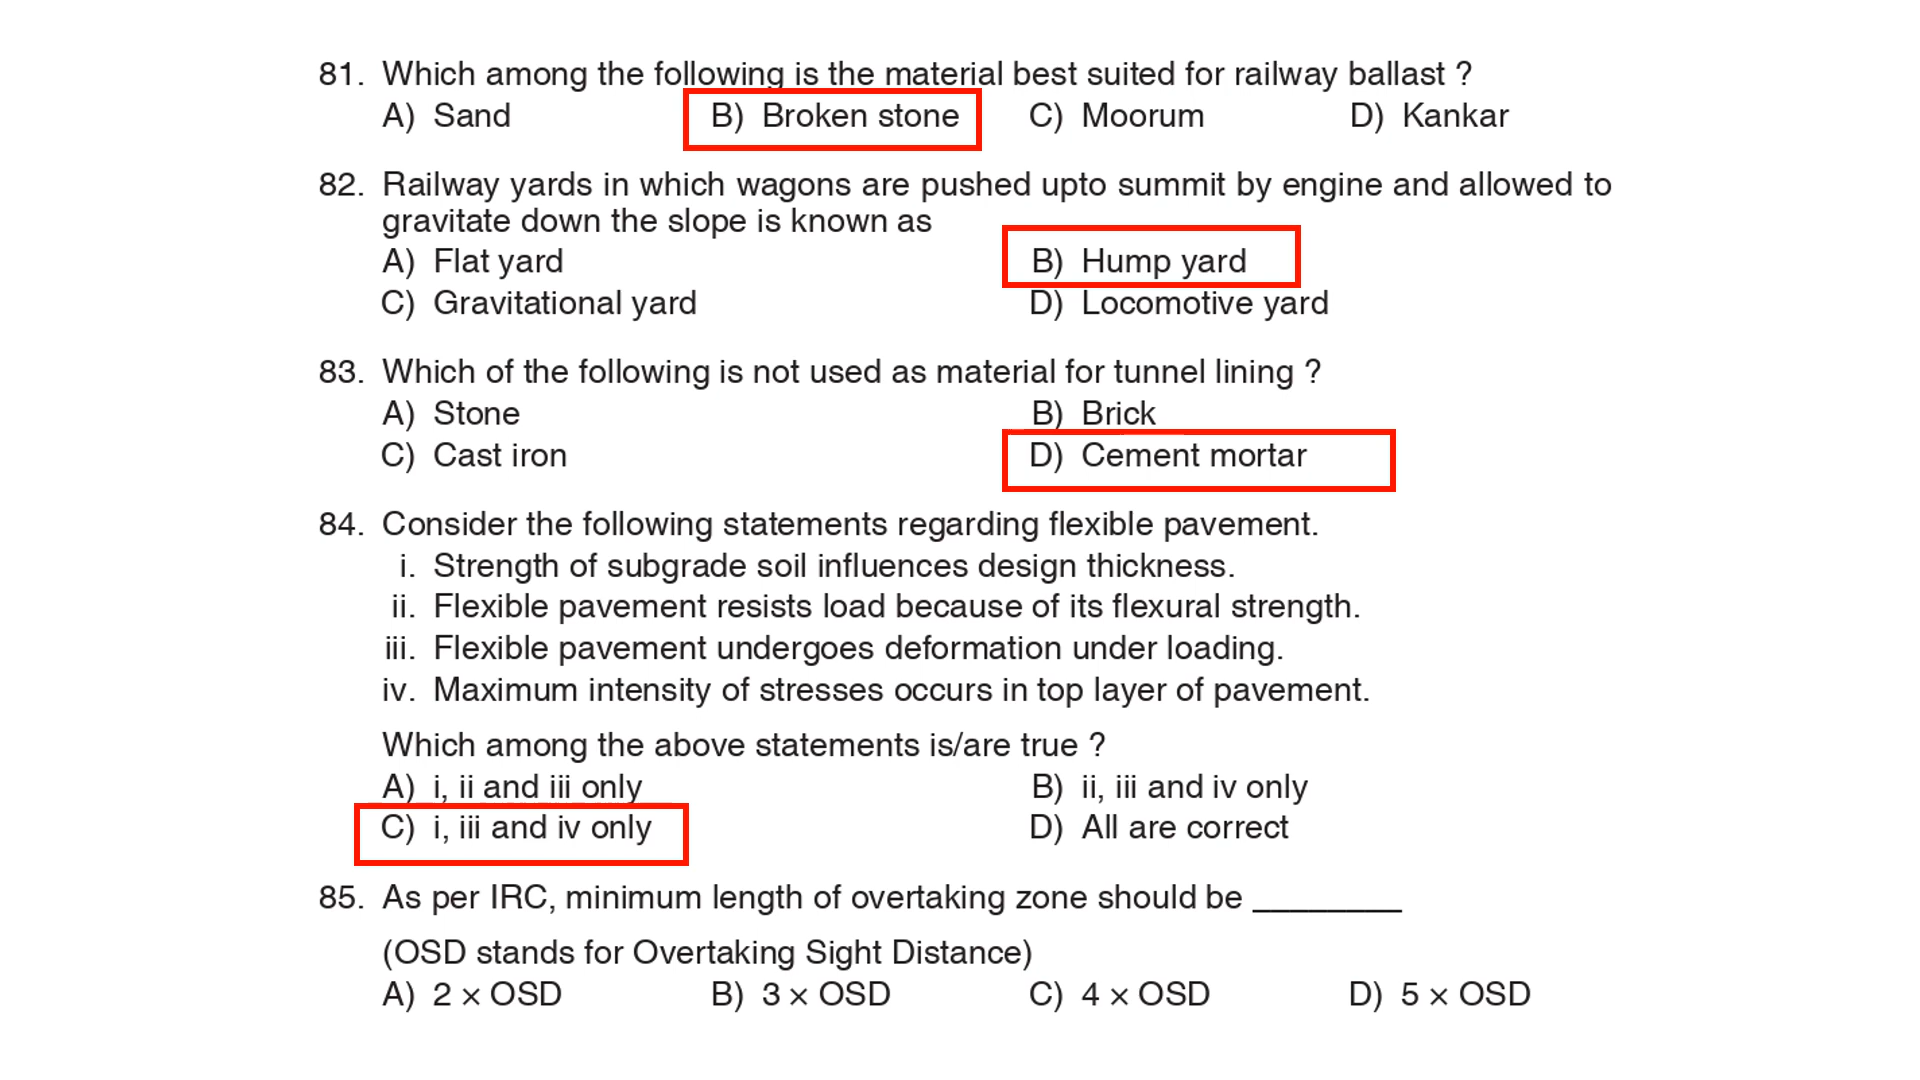 81. Which among the following is the material best suited for railway ballast ?
A) Sand B) Broken stone C) Moorum D) Kankar
82. Railway yards in which wagons are pushed upto summit by engine and allowed to
gravitate down the slope is known as
A) Flat yard B) Hump yard
C) Gravitational yard D) Locomotive yard
83. Which of the following is not used as material for tunnel lining ?
A) Stone B) Brick
C) Cast iron D) Cement mortar
84. Consider the following statements regarding flexible pavement.
i. Strength of subgrade soil influences design thickness.
ii. Flexible pavement resists load because of its flexural strength.
iii. Flexible pavement undergoes deformation under loading.
iv. Maximum intensity of stresses occurs in top layer of pavement.
Which among the above statements is/are true ?
A) i, ii and iii only B) ii, iii and iv only
C) i, iii and iv only D) All are correct
85. As per IRC, minimum length of overtaking zone should be ________
(OSD stands for Overtaking Sight Distance)
A) 2 × OSD B) 3 × OSD C) 4 × OSD D) 5 × OSD